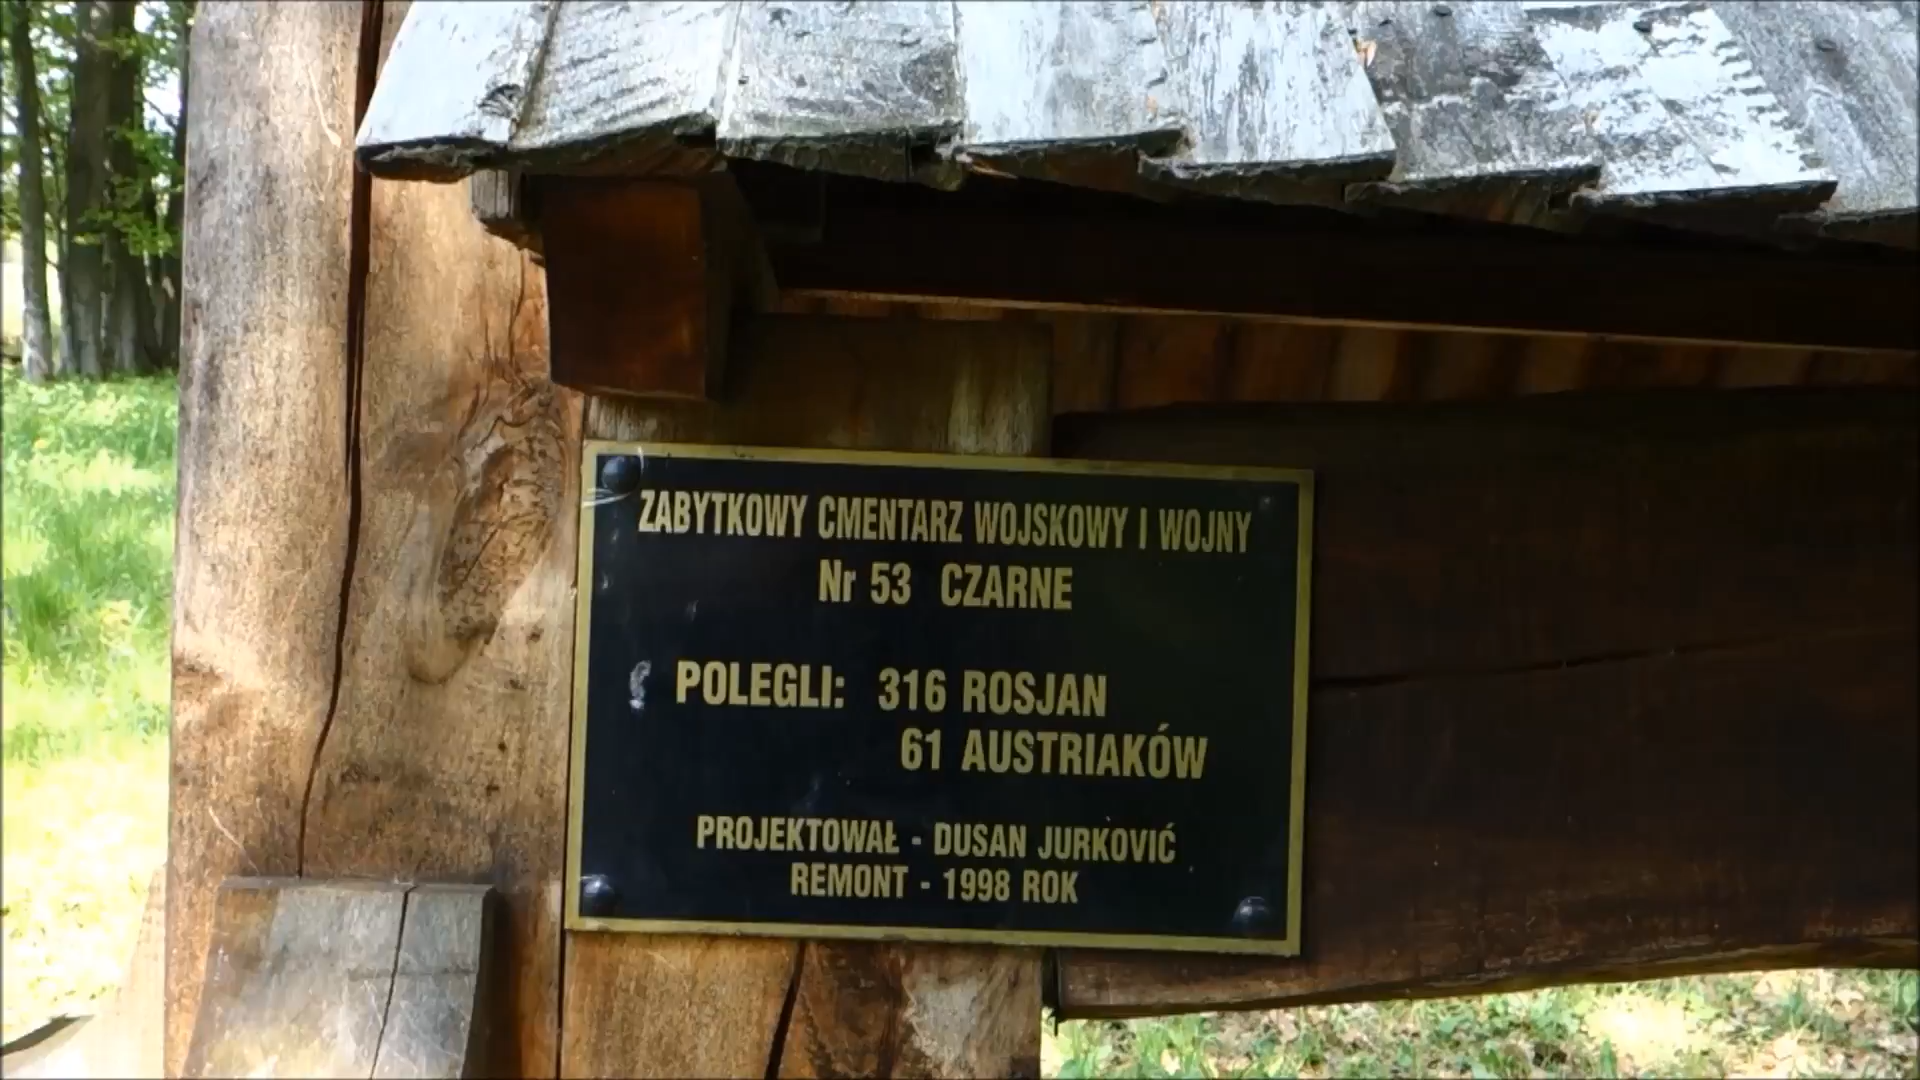 ZABYTKOWY CMENTARZ WOJSKOWY I WOJNY
Nr 53 CZARNE
POLEGLI: 316 ROSJAN
61 AUSTRIAKÓW
PROJEKTOWAŁ - DUSAN JURKOVIĆ
REMONT - 1998 ROK